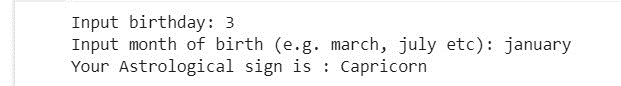 Input birthday: 3
Input month of birth (e.g. march, july etc): january
Your Astrological sign is : Capricorn